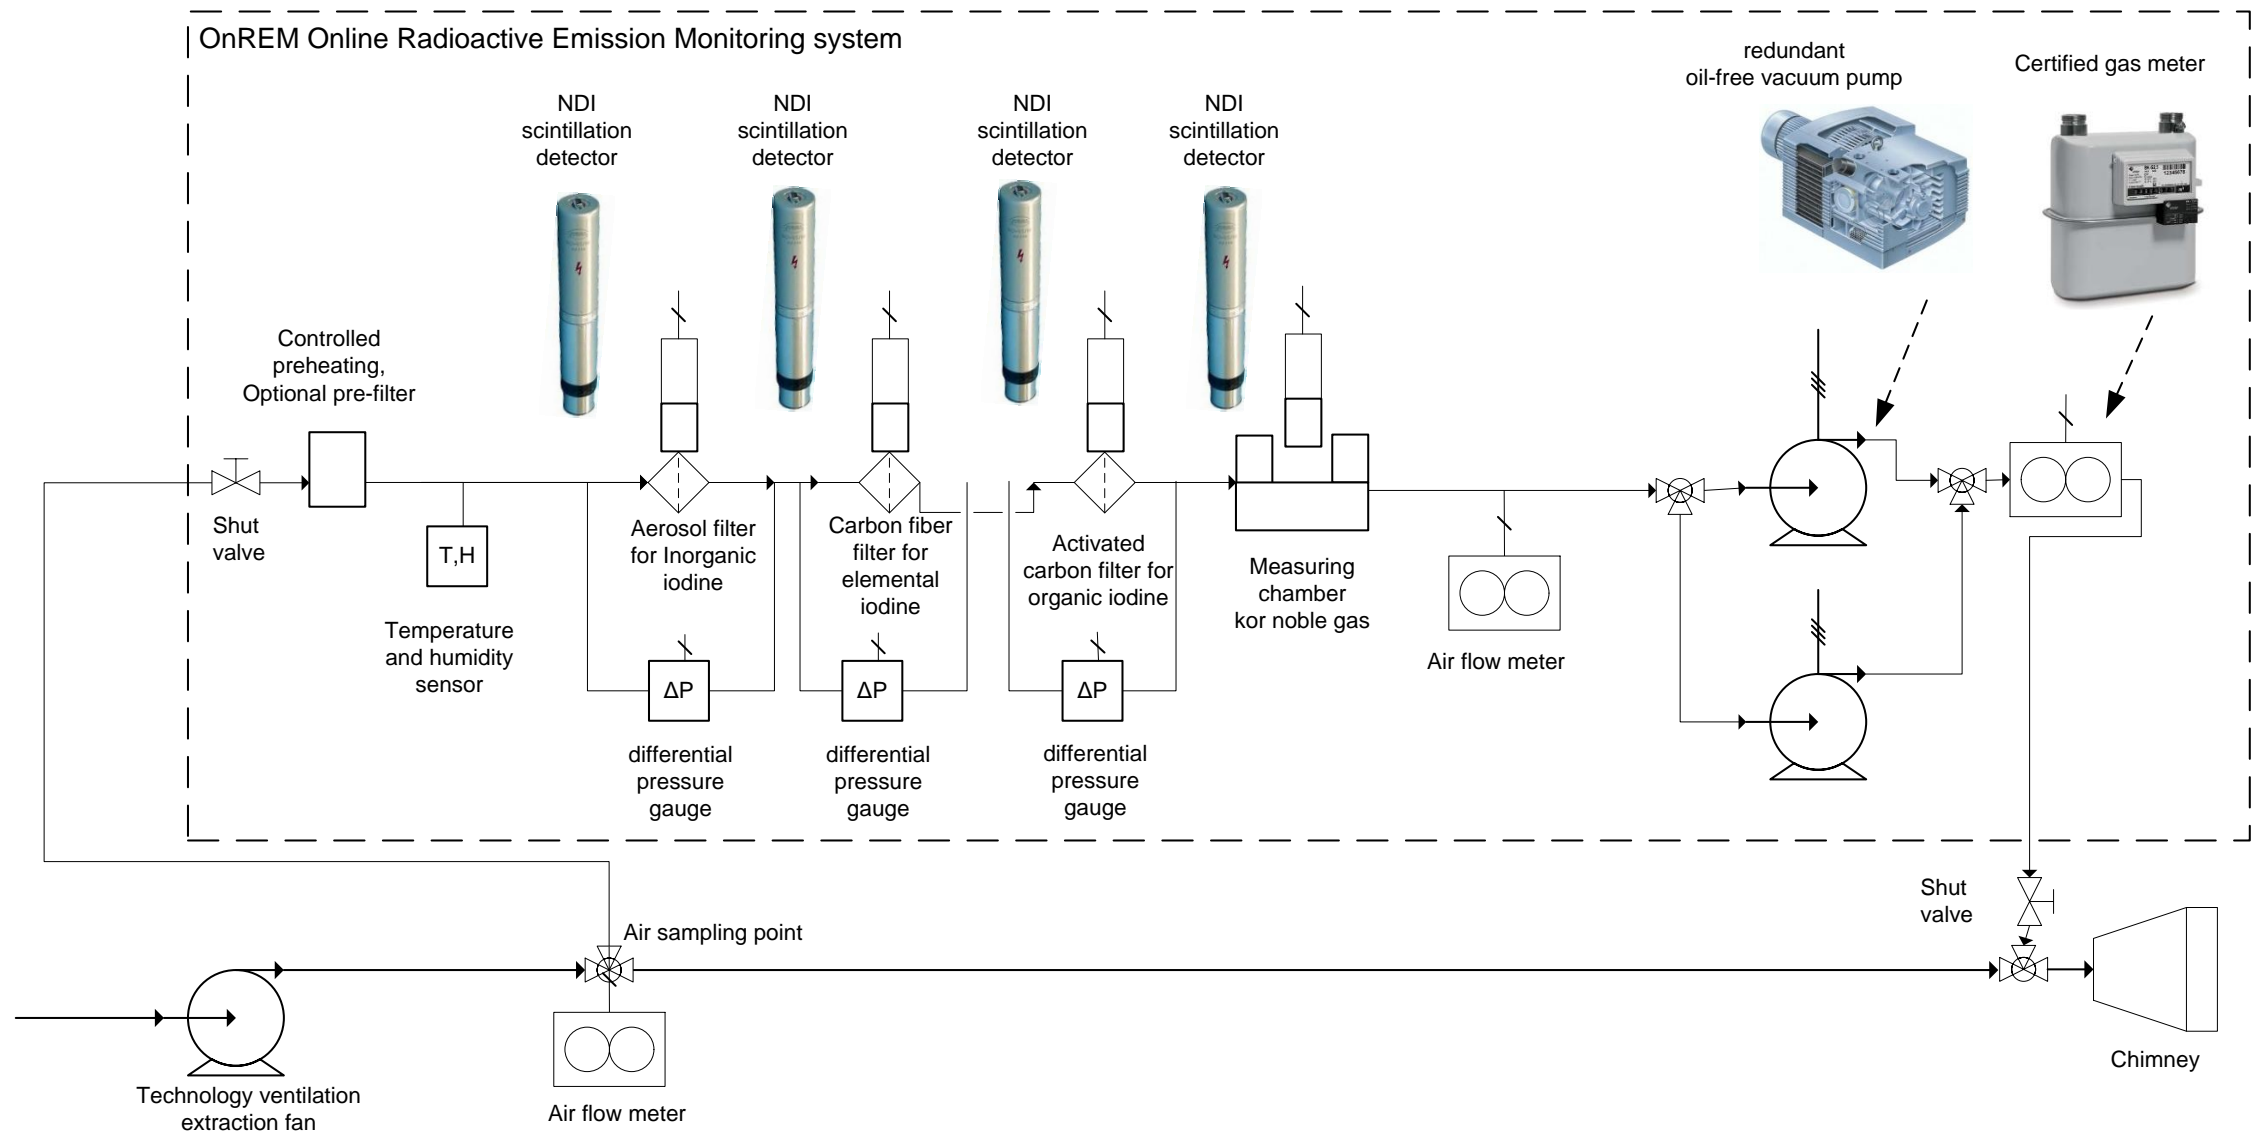 OnREM Online Radioactive Emission Monitoring system
redundant
oil-free vacuum pump
Certified gas meter
NDI
scintillation
detector
NDI
scintillation
detector
NDI
scintillation
detector
NDI
scintillation
detector
Controlled
preheating,
Optional pre-filter
Shut
valve
T,H
Temperature
and humidity
sensor
Aerosol filter
for Inorganic
iodine
Carbon fiber
filter for
elemental
iodine
Activated
carbon filter for
organic iodine
Measuring
chamber
kor noble gas
Air flow meter
ΔP
ΔP
ΔP
differential
pressure
gauge
differential
pressure
gauge
differential
pressure
gauge
Shut
valve
Air sampling point
Chimney
Technology ventilation
extraction fan
Air flow meter